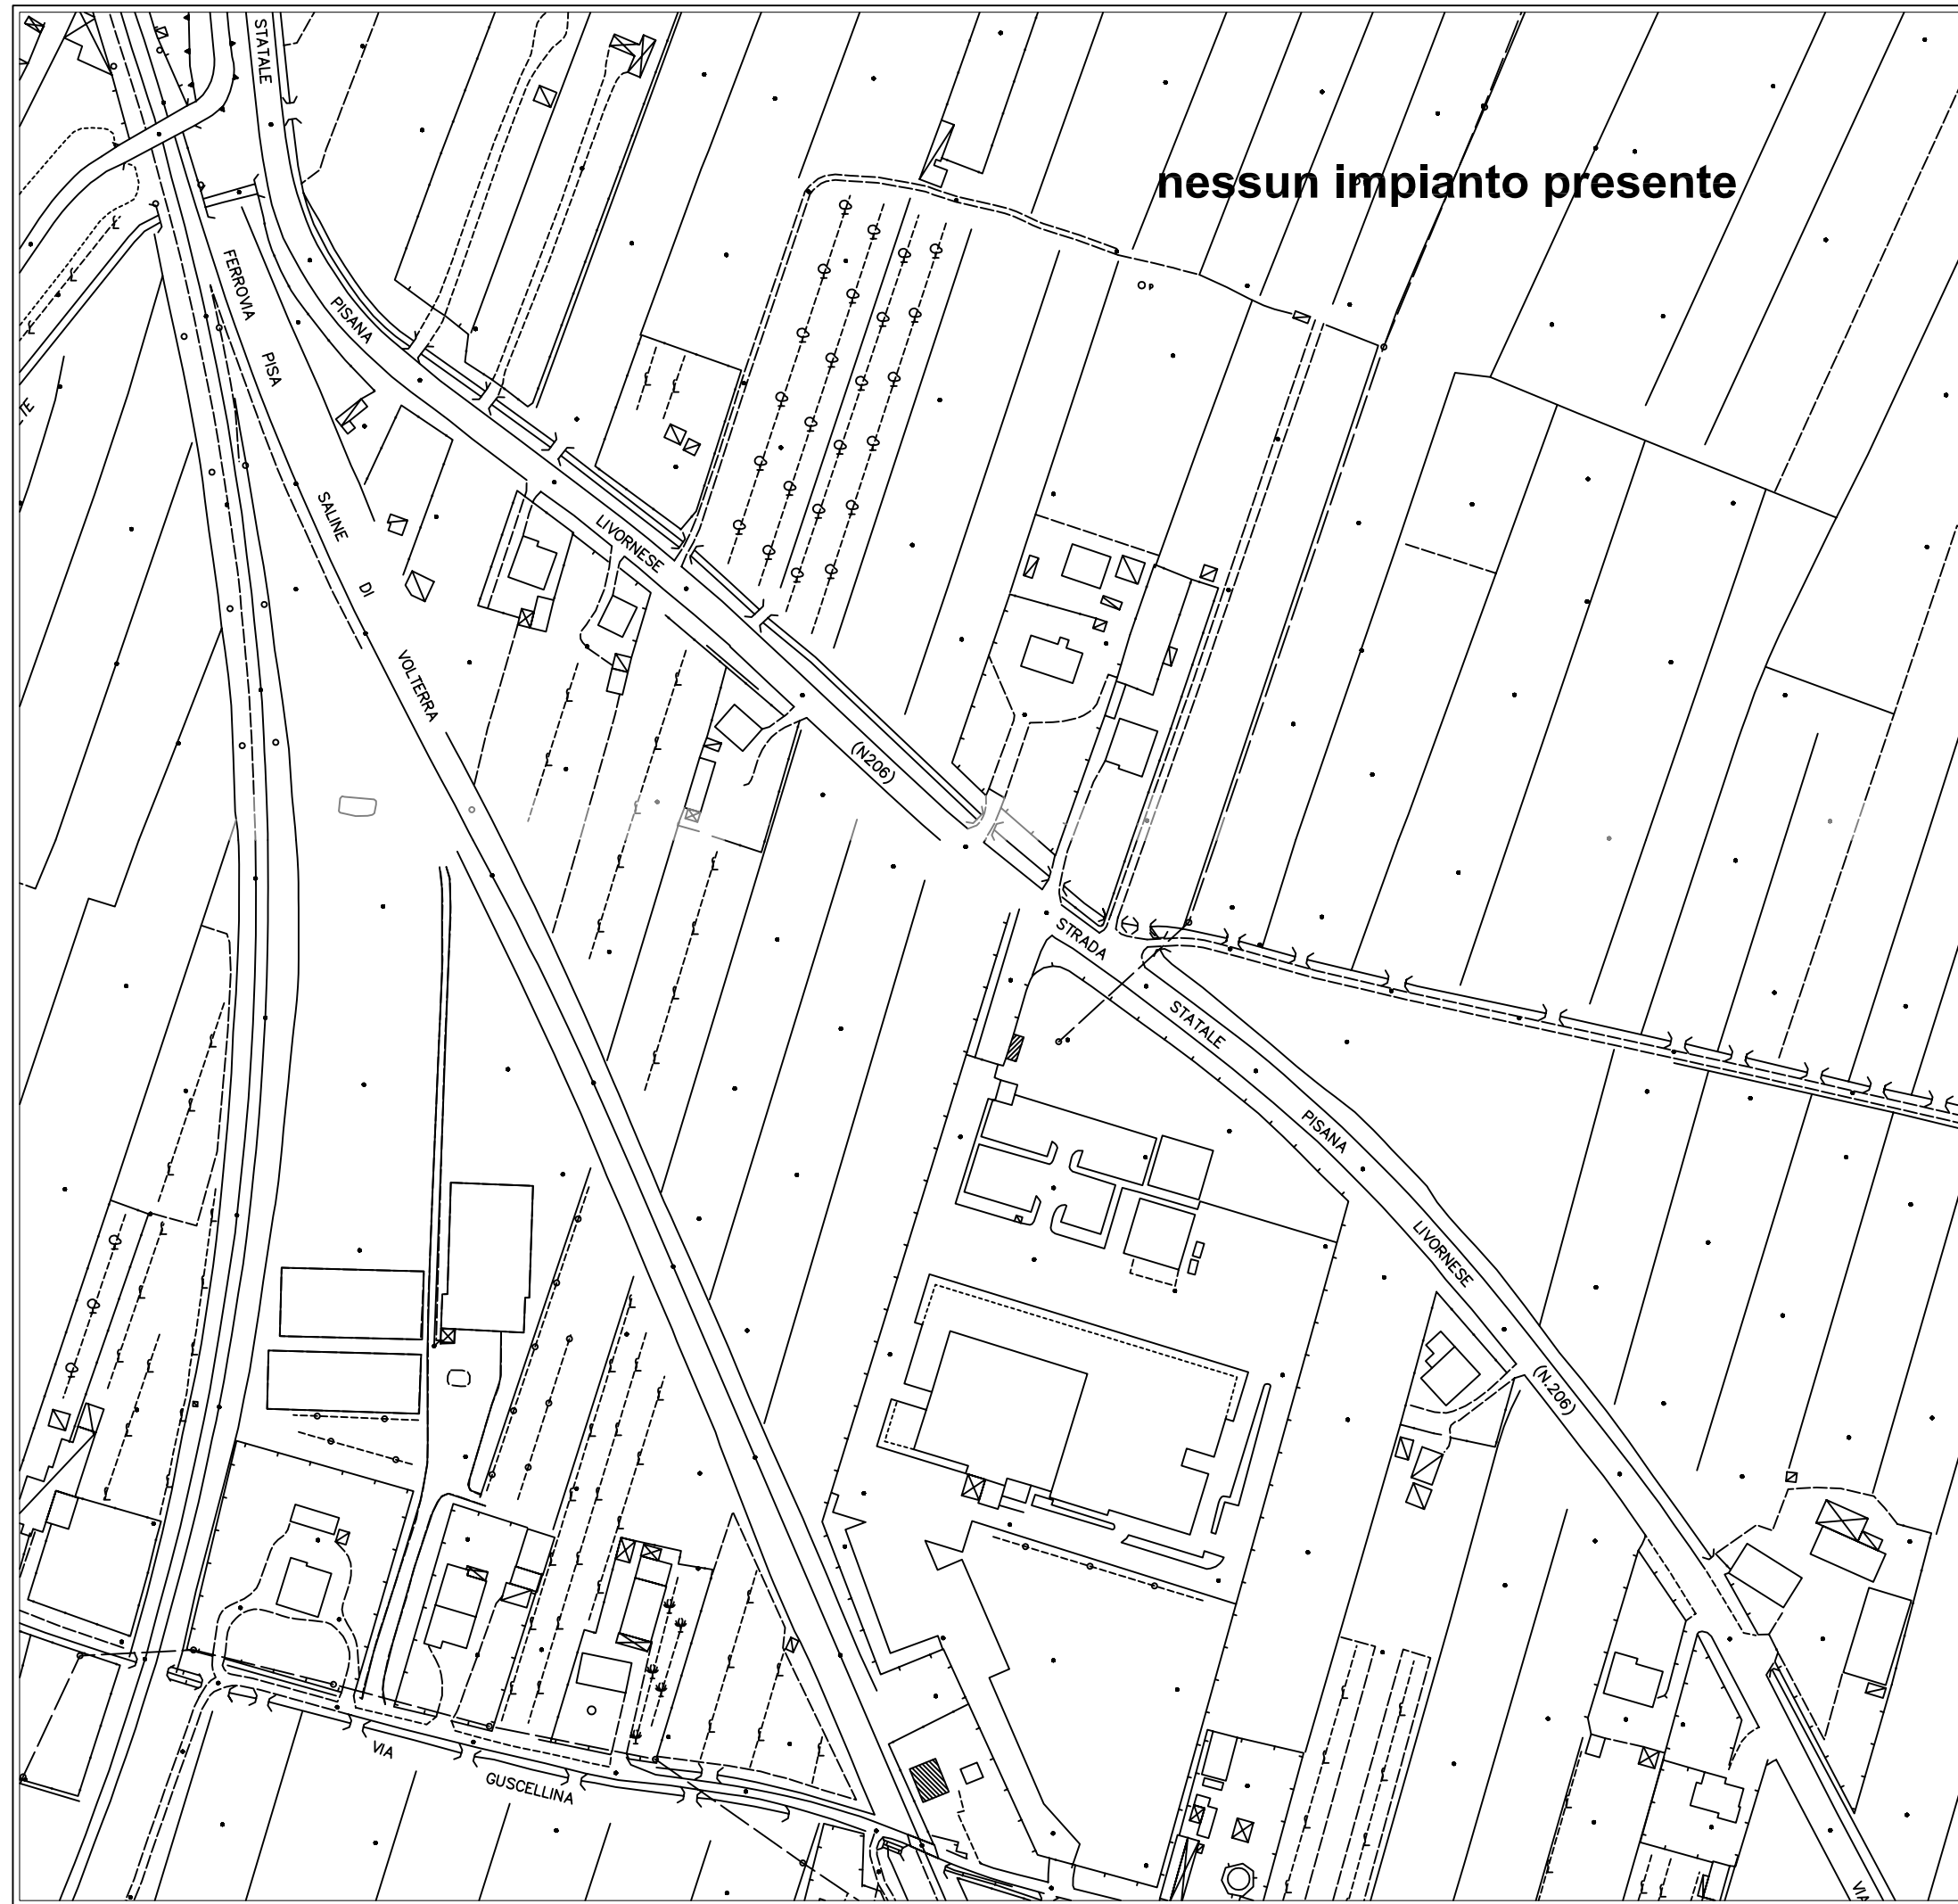 STATALE
nessun impianto presente
FERROVIA
PISANA
PISA
SALINE
LIVORNESE
DI
VOLTERRA
(N206)
STRADA
STATALE
PISANA
LIVORNESE
(N.206)
VIA
GUSCELLINA
VIA